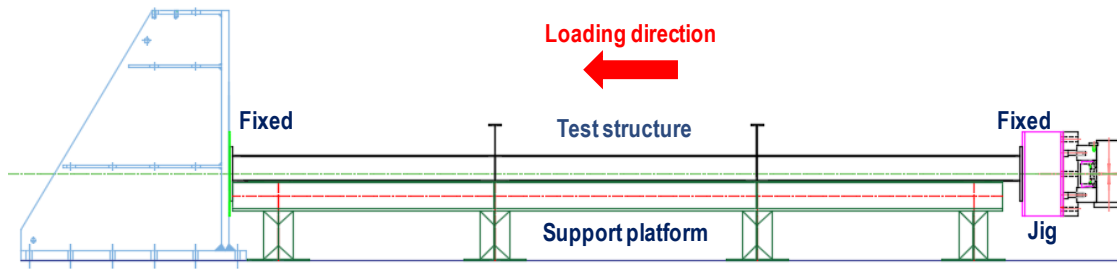 Loading direction
Fixed
Test structure
Fixed
Support platform
Jig